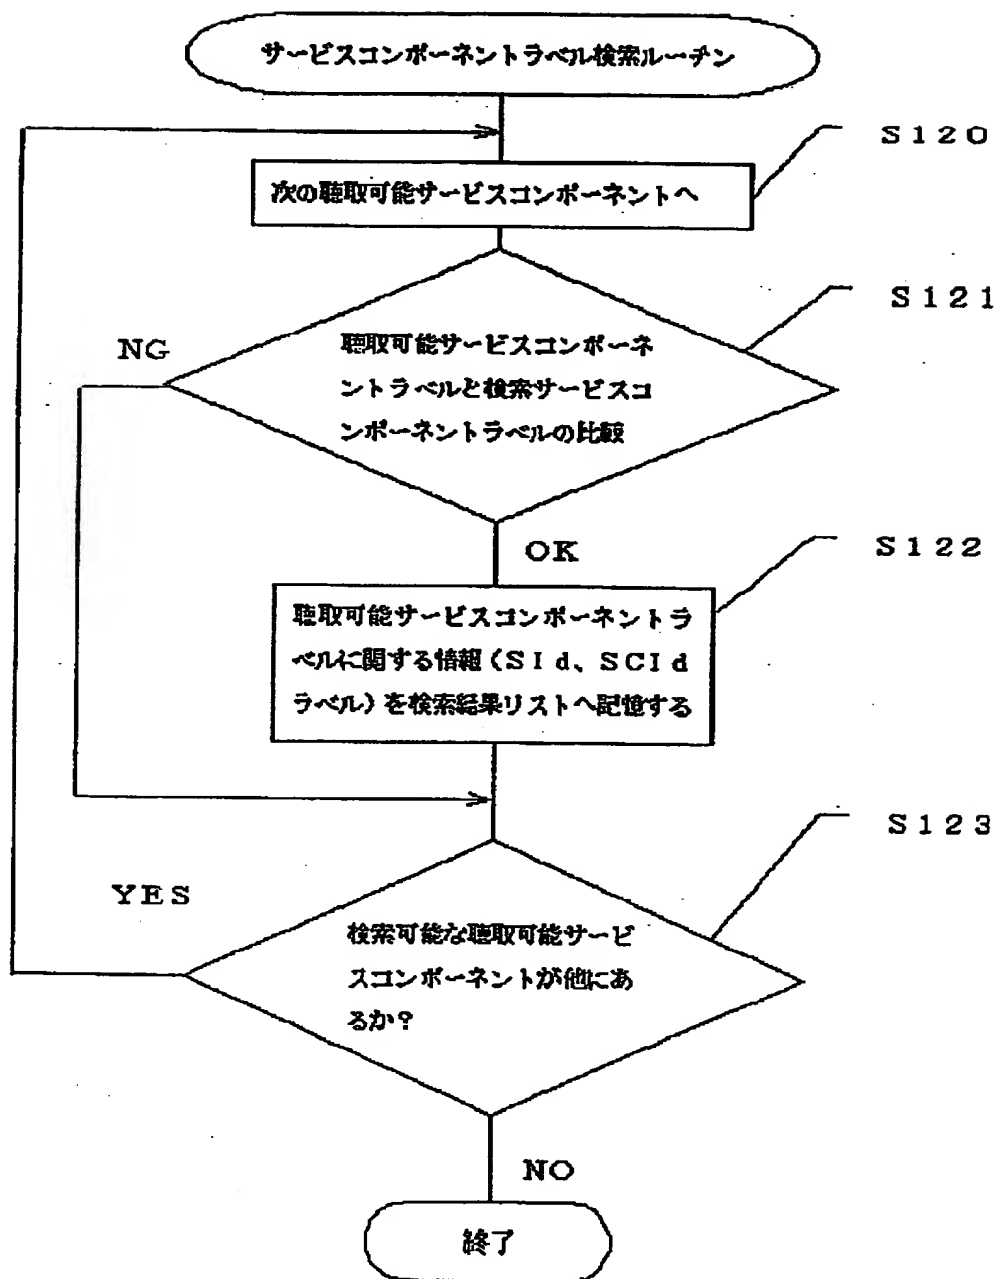 サービスコンポーネントラベル検索ルーチン
S120
次の聴取可能サービスコンポーネントへ
S121
NG
聴取可能サービスコンポーネ
ントラベルと検索サービスコ
ンポーネントラベルの比較
OK
S122
聴取可能サービスコンポーネントラ
ベルに関する情報（SId、SCId
ラベル）を検索結果リストへ記憶する
S123
YES
検索可能な聴取可能サービ
スコンポーネントが他にあ
るか？
NO
終了